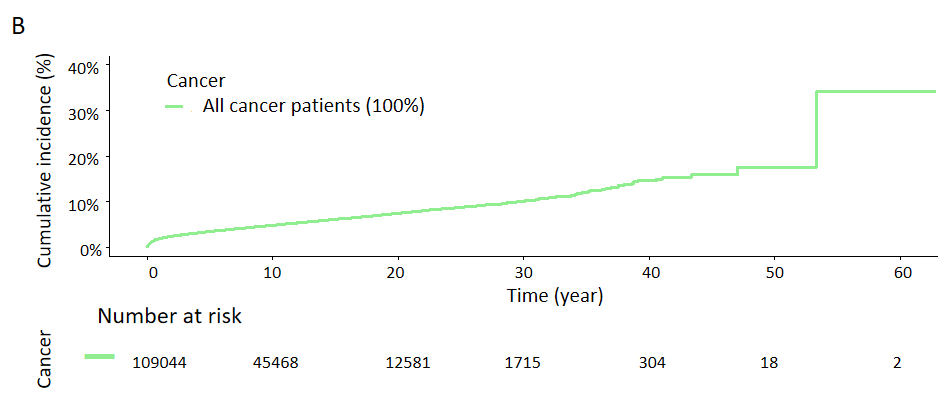 B
Cumulative incidence (%)
40%
30%
20%
10%
0%
Cancer
All cancer patients (100%)
0 10 20 30 40 50 60
Time (year)
Number at risk
Cancer
109044 45468 12581 1715 304 18 2